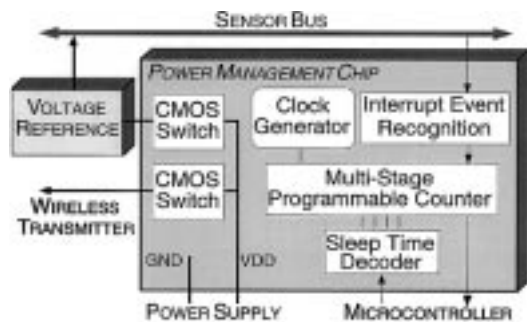 SENSOR BUS
POWER MANAGEMENT CHIP
VOLTAGE
REFERENCE
CMOS
Switch
Clock
Generator
Interrupt Event
Recognition
CMOS
Switch
Multi-Stage
Programmable Counter
WIRELESS
TRANSMITTER
Sleep Time
Decoder
GND
VDD
POWER SUPPLY
MICROCONTROLLER